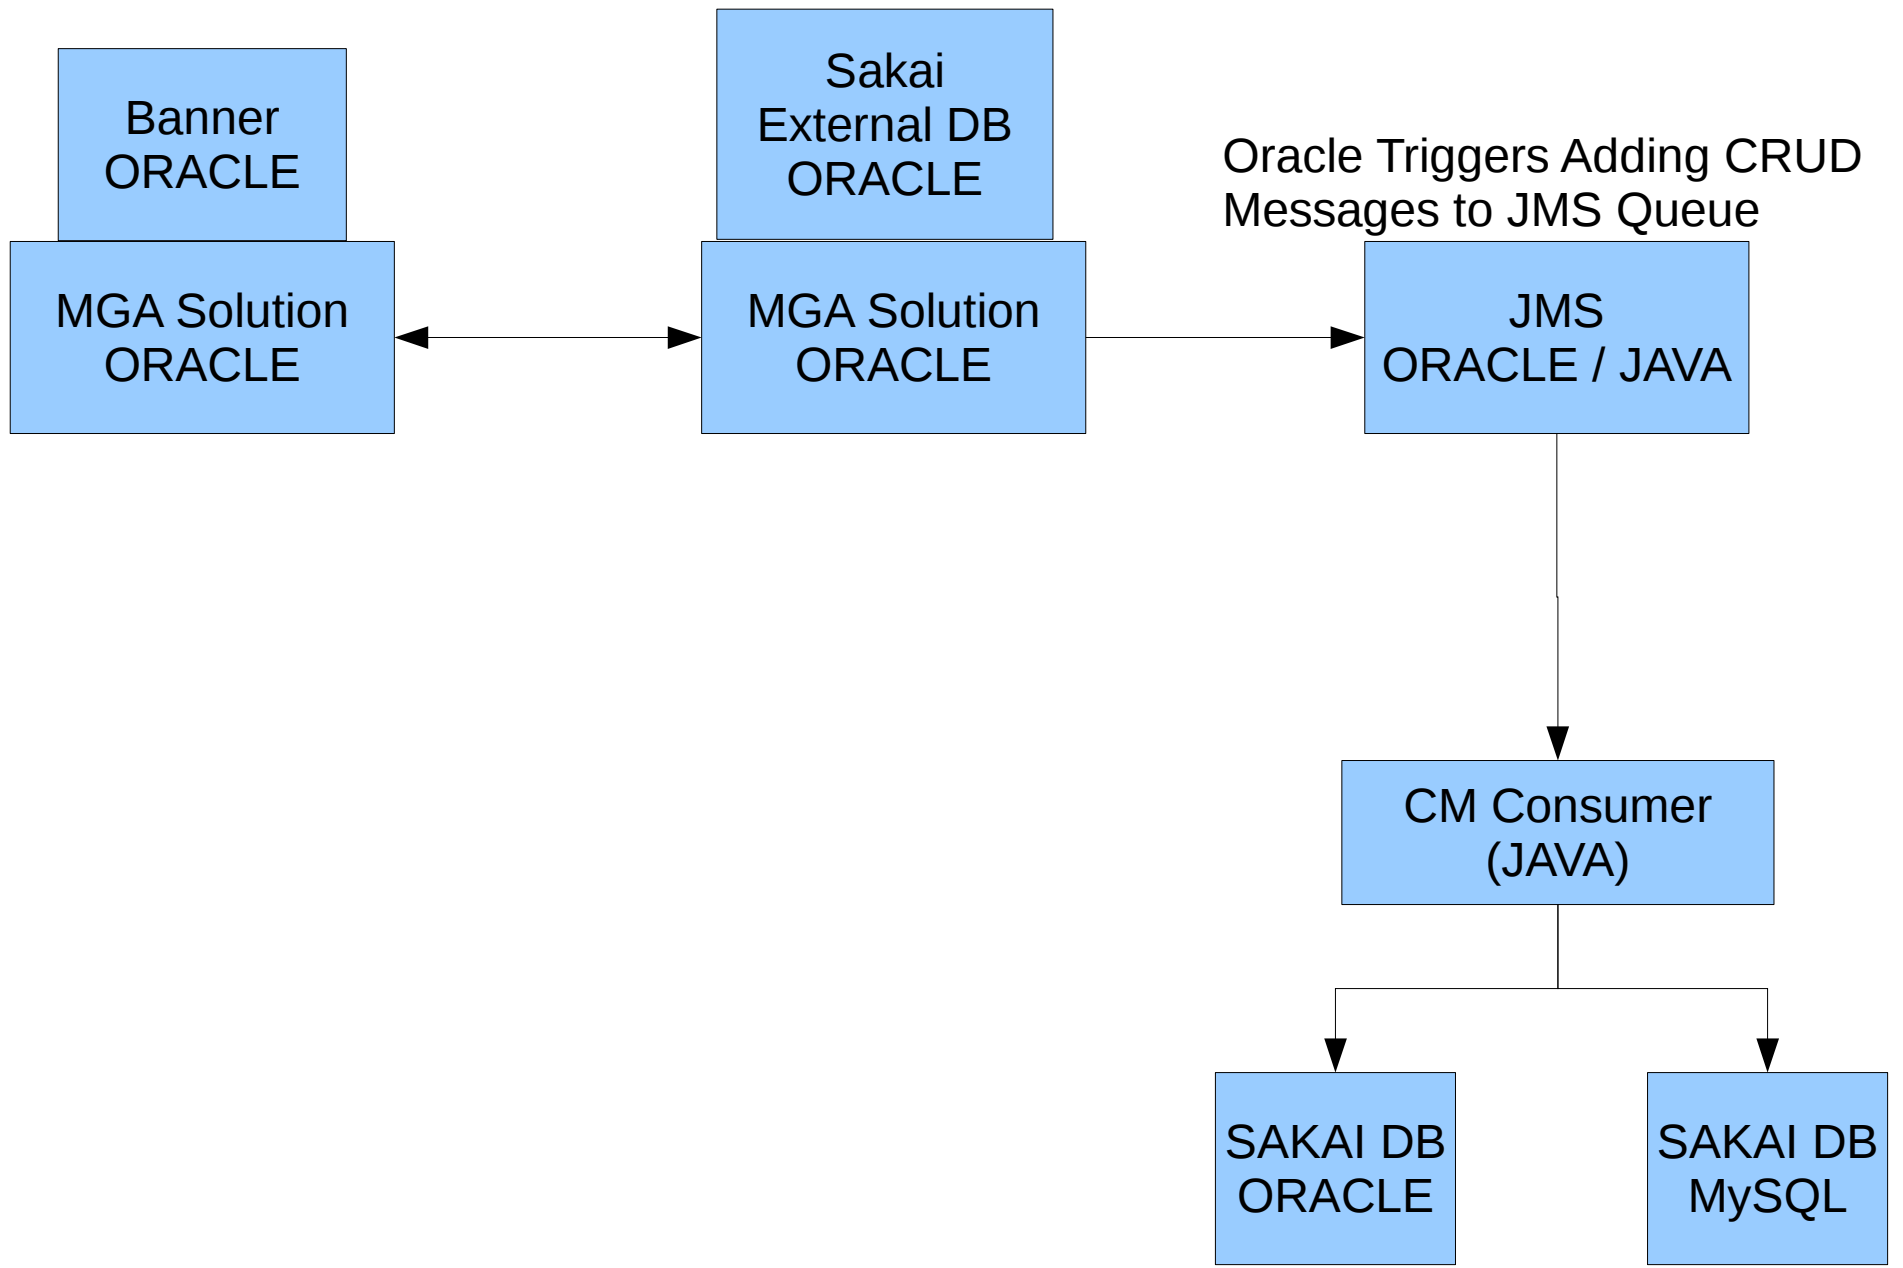 Banner
ORACLE
MGA Solution
ORACLE
Sakai
External DB
ORACLE
MGA Solution
ORACLE
Oracle Triggers Adding CRUD
Messages to JMS Queue
JMS
ORACLE / JAVA
CM Consumer
(JAVA)
SAKAI DB
ORACLE
SAKAI DB
MySQL